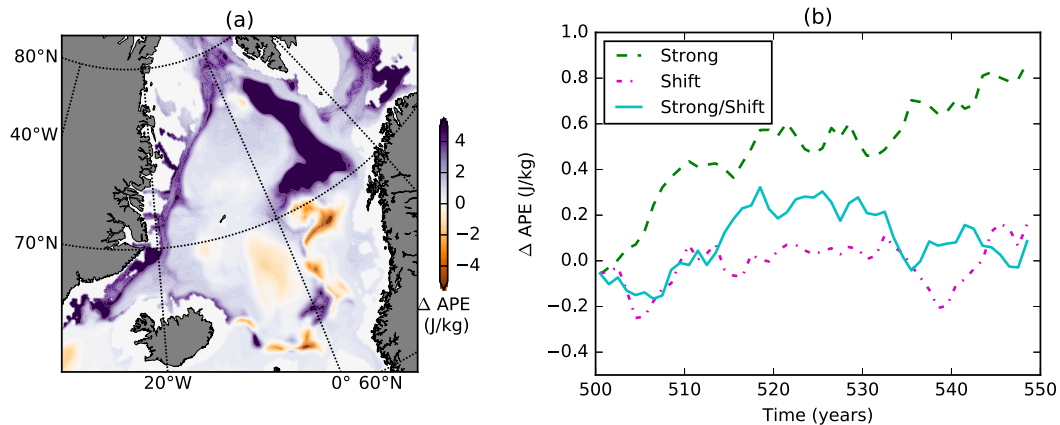 (a)
80°N
40°W
70°N
20°W
0° 60°N
4
2
0
−2
−4
Δ APE
(J/kg)
(b)
Strong
Shift
Strong/Shift
Δ APE (J/kg)
1.0
0.8
0.6
0.4
0.2
0.0
−0.2
−0.4
500
510
520
530
540
550
Time (years)